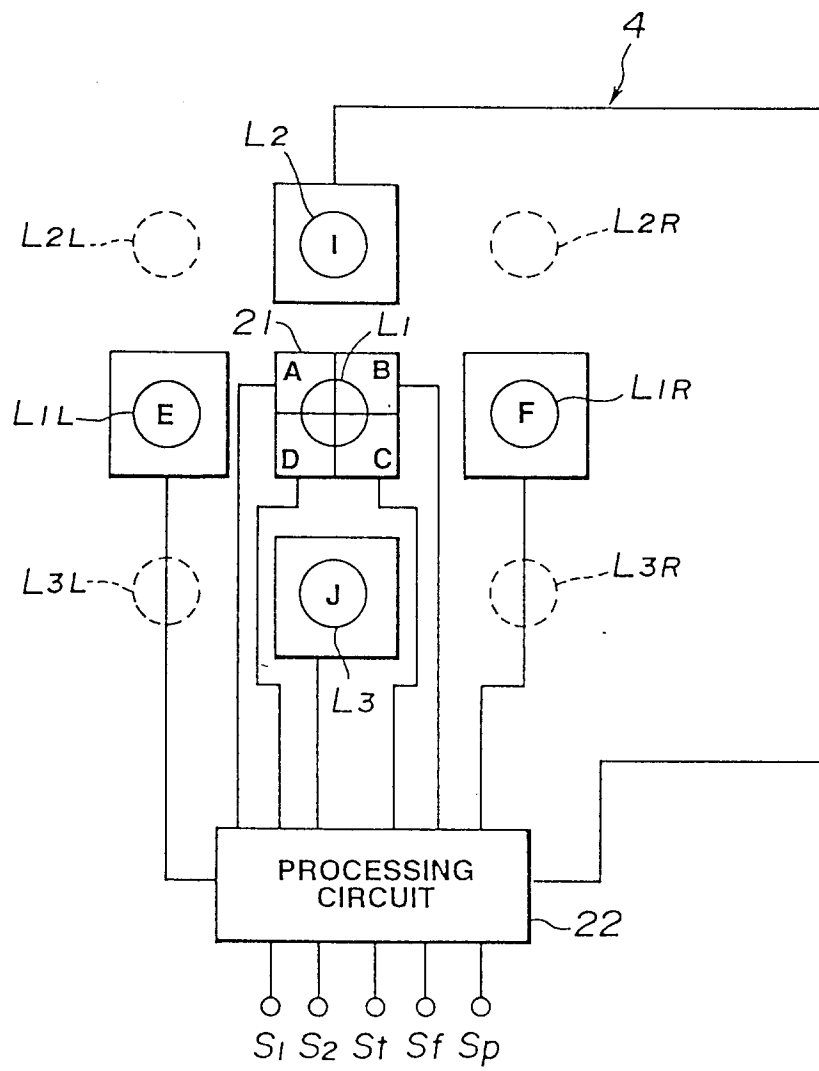 4
L2
L2L
I
L2R
21
L1
A
B
L1L
E
F
L1R
D
C
L3L
J
L3R
L3
PROCESSING
CIRCUIT
22
S1 S2 St Sf Sp